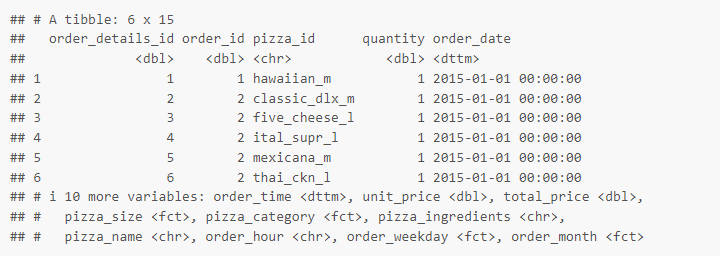 ## # A tibble: 6 x 15
##   order_details_id order_id pizza_id      quantity order_date
##              <dbl>    <dbl> <chr>            <dbl> <dttm>
## 1                1        1 hawaiian_m           1 2015-01-01 00:00:00
## 2                2        2 classic_dlx_m        1 2015-01-01 00:00:00
## 3                3        2 five_cheese_l        1 2015-01-01 00:00:00
## 4                4        2 ital_supr_l          1 2015-01-01 00:00:00
## 5                5        2 mexicana_m           1 2015-01-01 00:00:00
## 6                6        2 thai_ckn_l           1 2015-01-01 00:00:00
## # i 10 more variables: order_time <dttm>, unit_price <dbl>, total_price <dbl>,
## #   pizza_size <fct>, pizza_category <fct>, pizza_ingredients <chr>,
## #   pizza_name <chr>, order_hour <chr>, order_weekday <fct>, order_month <fct>